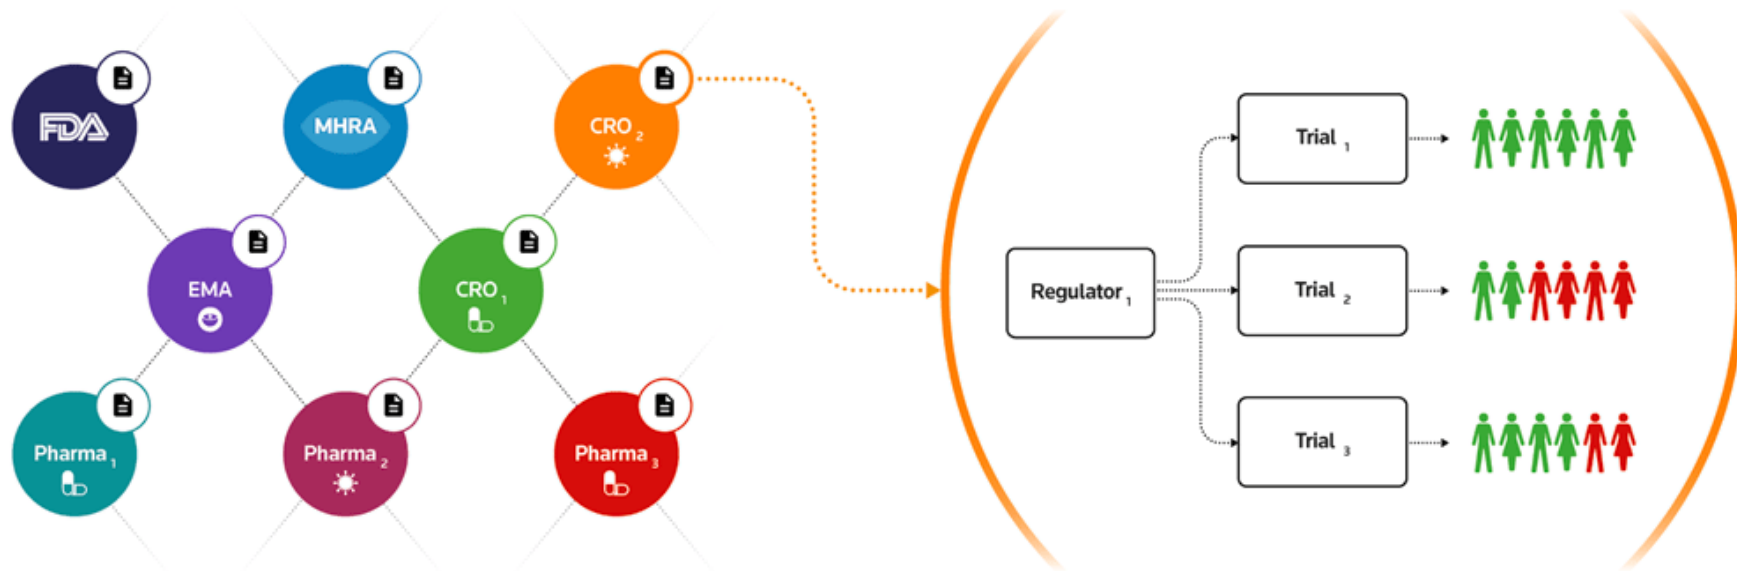 FDA
MHRA
CRO 2
EMA
CRO 1
Pharma 1
Pharma 2
Pharma 3
Regulator 1
Trial 1
Trial 2
Trial 3